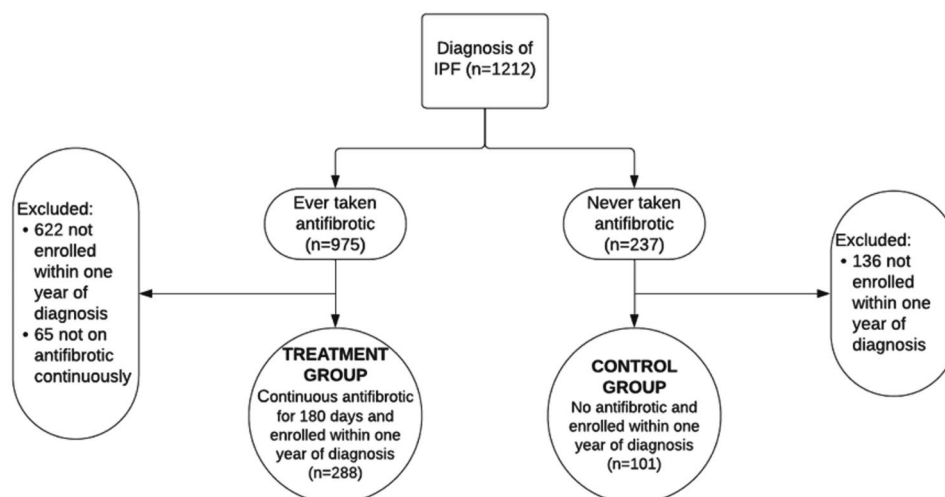 Diagnosis of
IPF (n=1212)
Ever taken
antifibrotic
(n=975)
Never taken
antifibrotic
(n=237)
Excluded:
• 622 not
enrolled
within one
year of
diagnosis
• 65 not on
antifibrotic
continuously
Excluded:
• 136 not
enrolled
within one
year of
diagnosis
TREATMENT
GROUP
Continuous antifibrotic
for 180 days and
enrolled within one
year of diagnosis
(n=288)
CONTROL
GROUP
No antifibrotic and
enrolled within one
year of diagnosis
(n=101)